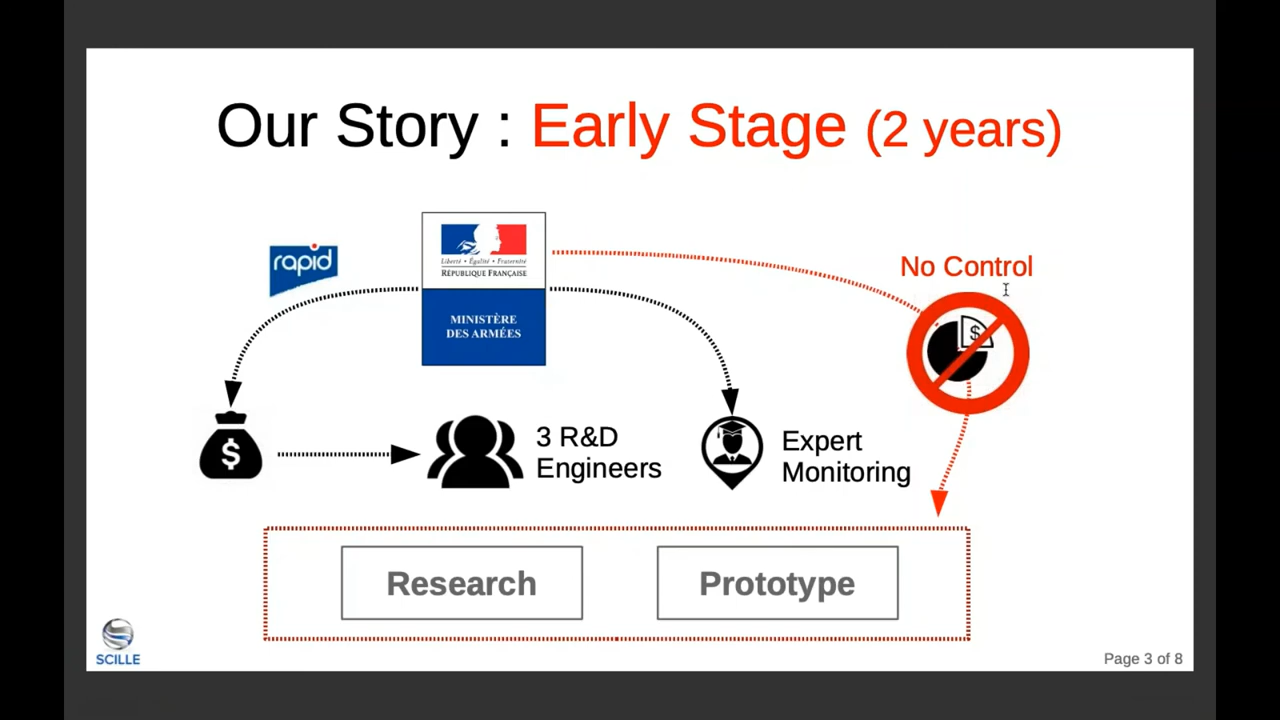 Our Story : Early Stage (2 years)
rapid
Liberté • Égalité • Fraternité
RÉPUBLIQUE FRANÇAISE
MINISTÈRE
DES ARMÉES
No Control
$
$
3 R&D
Engineers
Expert
Monitoring
Research
Prototype
SCILLE
Page 3 of 8